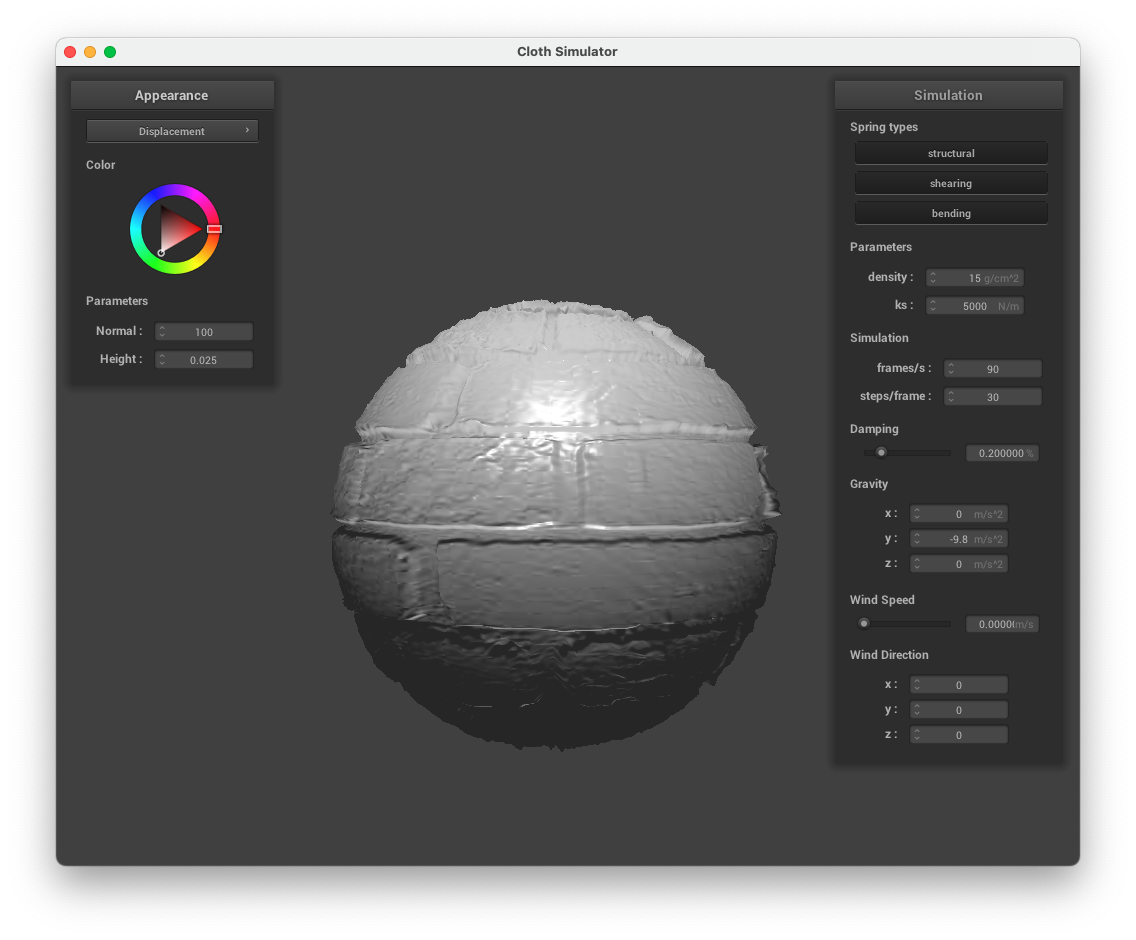 Cloth Simulator
Appearance
Displacement
Color
Parameters
Normal : 100
Height : 0.025
Simulation
Spring types
structural
shearing
bending
Parameters
density : 15 g/cm^2
ks : 5000 N/m
Simulation
frames/s : 90
steps/frame : 30
Damping
0.200000 %
Gravity
x : 0 m/s^2
y : -9.8 m/s^2
z : 0 m/s^2
Wind Speed
0.0000 m/s
Wind Direction
x : 0
y : 0
z : 0